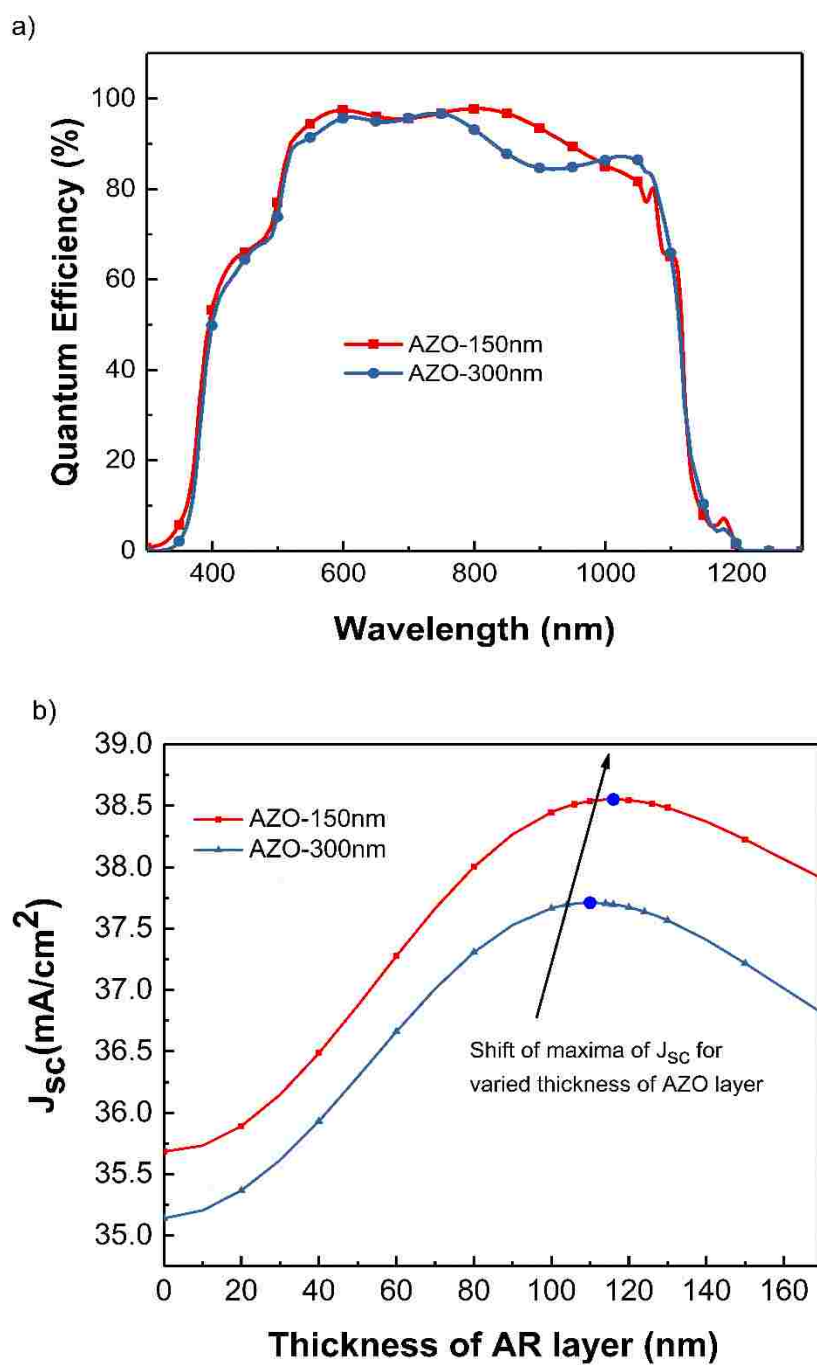 a)
Quantum Efficiency (%)
100
80
60
40
20
0
AZO-150nm
AZO-300nm
400 600 800 1000 1200
Wavelength (nm)
b)
J_SC(mA/cm²)
39.0
38.5
38.0
37.5
37.0
36.5
36.0
35.5
35.0
AZO-150nm
AZO-300nm
Shift of maxima of J_SC for
varied thickness of AZO layer
0 20 40 60 80 100 120 140 160
Thickness of AR layer (nm)